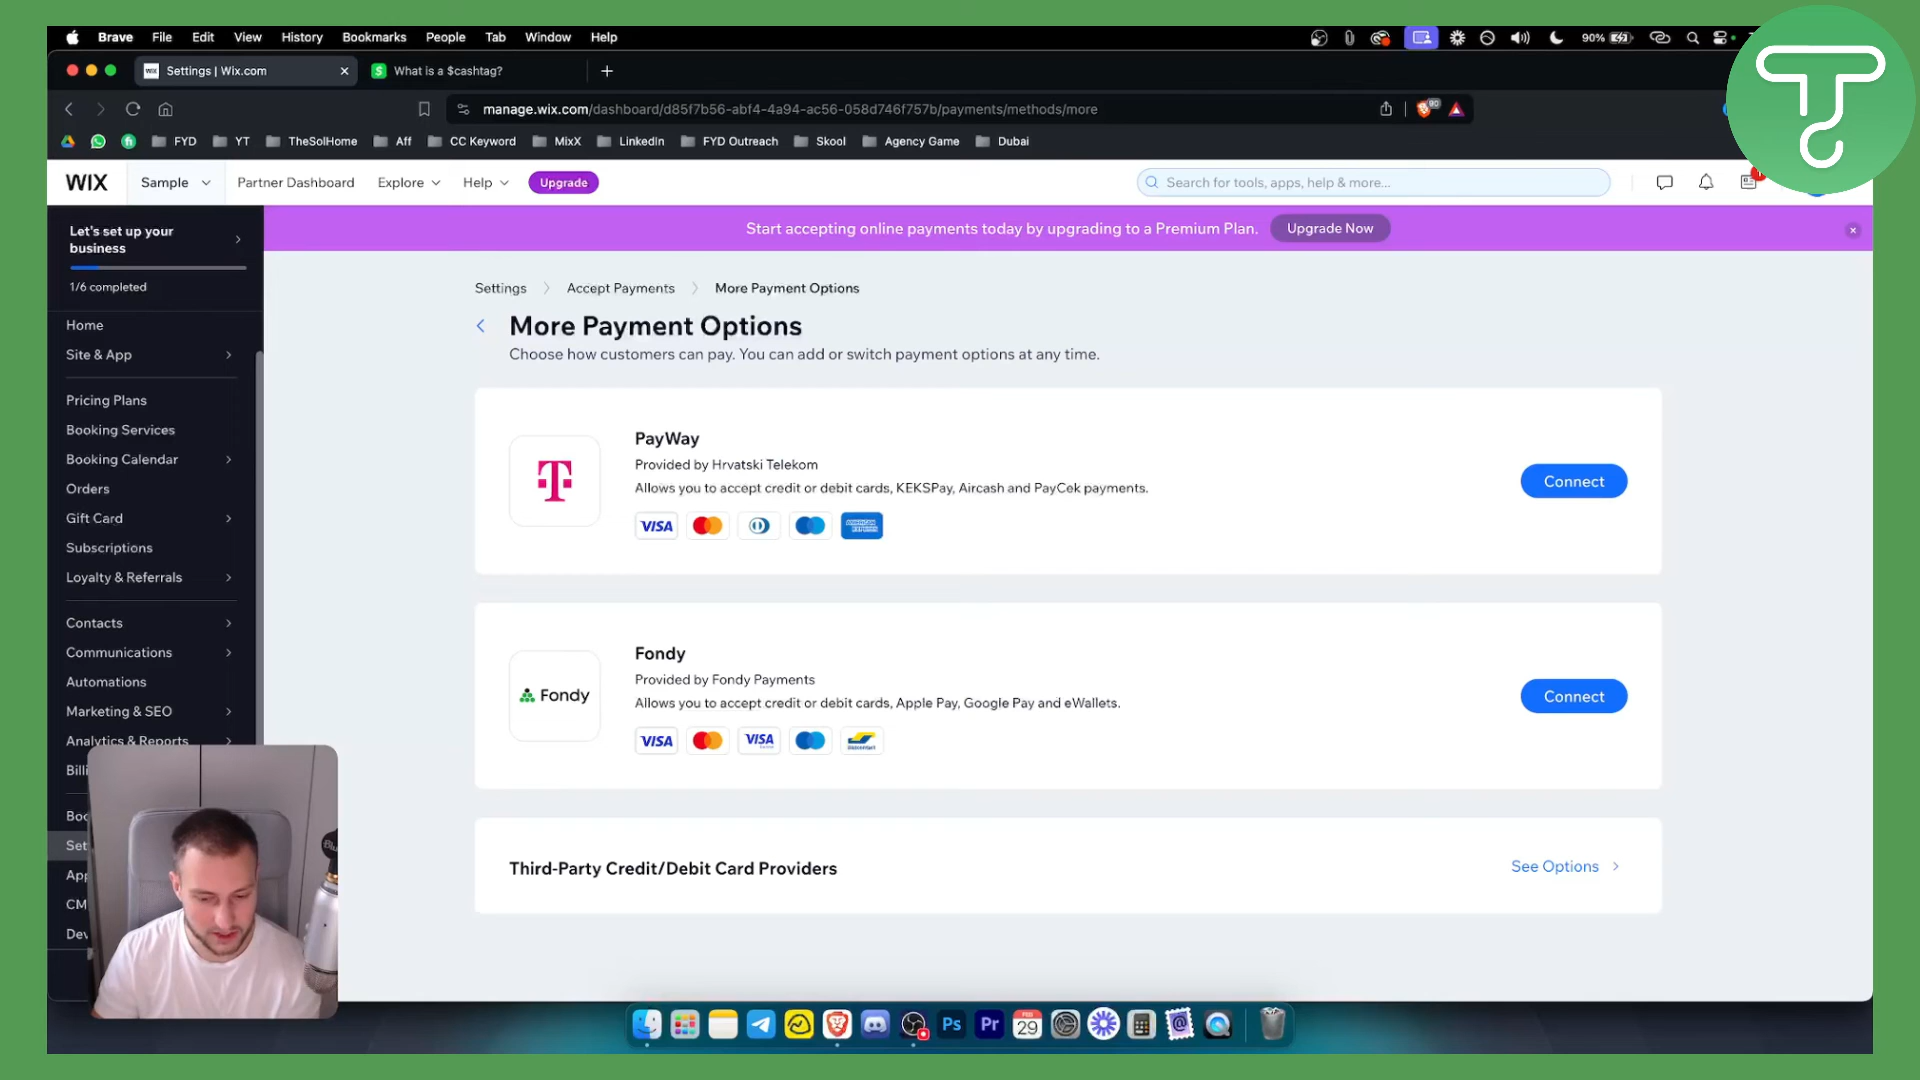 Brave File Edit View History Bookmarks People Tab Window Help 90%
Settings | Wix.com What is a $cashtag?
manage.wix.com/dashboard/d85f7b56-abf4-4a94-ac56-058d746f757b/payments/methods/more
FYD YT TheSolHome Aff CC Keyword MixX LinkedIn FYD Outreach Skool Agency Game Dubai
WIX Sample Partner Dashboard Explore Help Upgrade Search for tools, apps, help & more...
Start accepting online payments today by upgrading to a Premium Plan. Upgrade Now
Let's set up your
business
1/6 completed
Home
Site & App
Pricing Plans
Booking Services
Booking Calendar
Orders
Gift Card
Subscriptions
Loyalty & Referrals
Contacts
Communications
Automations
Marketing & SEO
Analytics & Reports
Settings Accept Payments More Payment Options
More Payment Options
Choose how customers can pay. You can add or switch payment options at any time.
PayWay
Provided by Hrvatski Telekom
Allows you to accept credit or debit cards, KEKSPay, Aircash and PayCek payments.
VISA AMERICAN EXPRESS
Connect
Fondy
Fondy
Provided by Fondy Payments
Allows you to accept credit or debit cards, Apple Pay, Google Pay and eWallets.
VISA VISA Bancontact
Connect
Third-Party Credit/Debit Card Providers
See Options
Ps Pr FEB 29